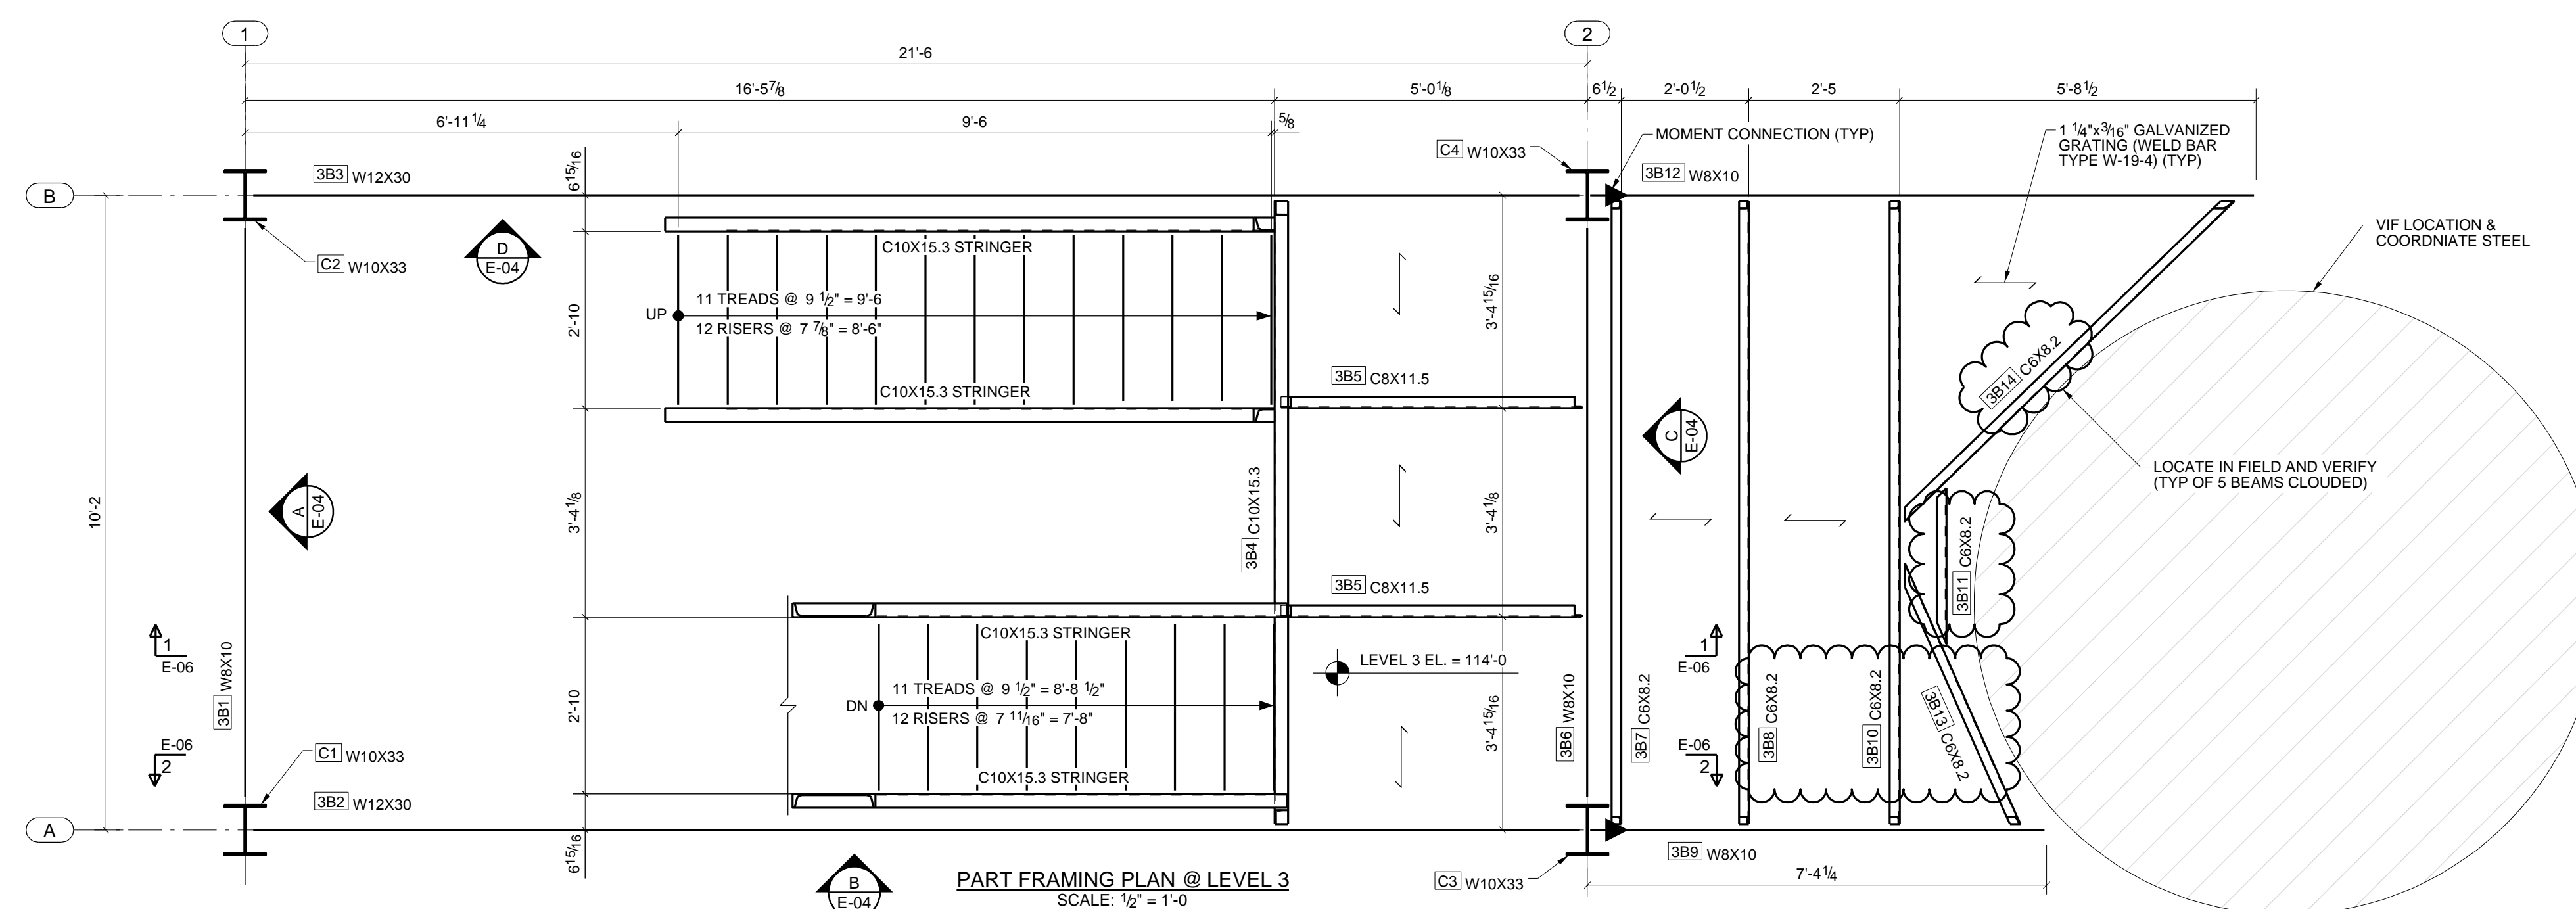 1
2
21'-6
16'-5 7/8
5'-0 1/8
6 1/2
2'-0 1/2
2'-5
5'-8 1/2
6'-11 1/4
9'-6
5/8
MOMENT CONNECTION (TYP)
1 1/4"x3/16" GALVANIZED
GRATING (WELD BAR
TYPE W-19-4) (TYP)
C4 W10X33
6 15/16
3B3 W12X30
3B12 W8X10
B
VIF LOCATION &
COORDNIATE STEEL
C2 W10X33
D
E-04
C10X15.3 STRINGER
11 TREADS @ 9 1/2" = 9'-6
UP
12 RISERS @ 7 7/8" = 8'-6"
2'-10
3'-4 15/16
C10X15.3 STRINGER
3B5 C8X11.5
3B14 C6X8.2
C
E-04
LOCATE IN FIELD AND VERIFY
(TYP OF 5 BEAMS CLOUDED)
10'-2
A
E-04
3'-4 1/8
3B4 C10X15.3
3'-4 1/8
3B11 C6X8.2
3B5 C8X11.5
C10X15.3 STRINGER
1
E-06
1
E-06
LEVEL 3 EL. = 114'-0
3B1 W8X10
2'-10
11 TREADS @ 9 1/2" = 8'-8 1/2"
DN
12 RISERS @ 7 11/16" = 7'-8"
3'-4 15/16
3B6 W8X10
3B7 C6X8.2
3B8 C6X8.2
3B10 C6X8.2
3B13 C6X8.2
E-06
2
E-06
2
C10X15.3 STRINGER
C1 W10X33
3B2 W12X30
A
6 15/16
3B9 W8X10
7'-4 1/4
C3 W10X33
B
E-04
PART FRAMING PLAN @ LEVEL 3
SCALE: 1/2" = 1'-0